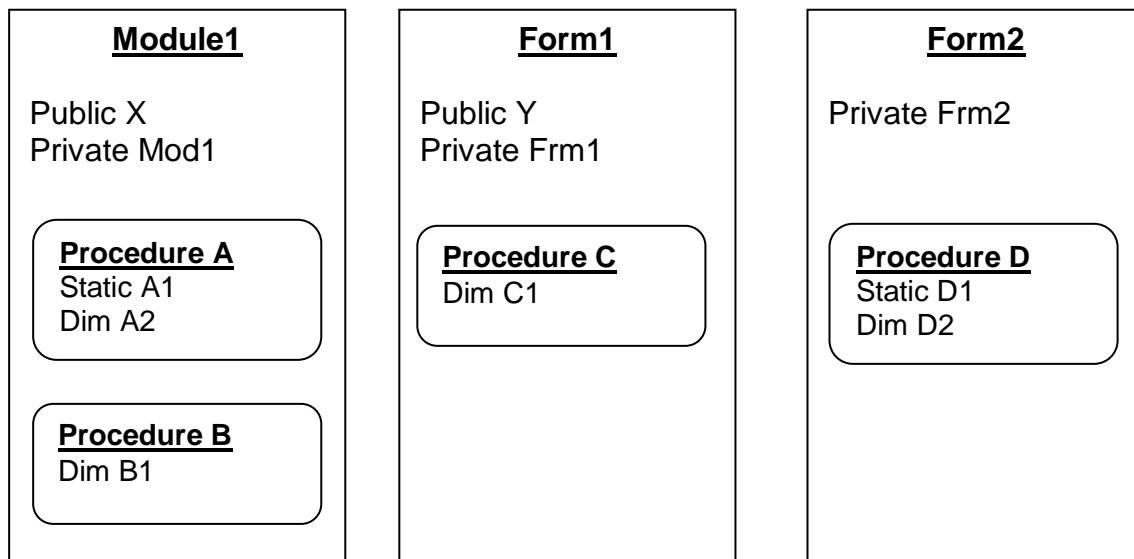 Module1
Public X
Private Mod1
Procedure A
Static A1
Dim A2
Procedure B
Dim B1
Form1
Public Y
Private Frm1
Procedure C
Dim C1
Form2
Private Frm2
Procedure D
Static D1
Dim D2